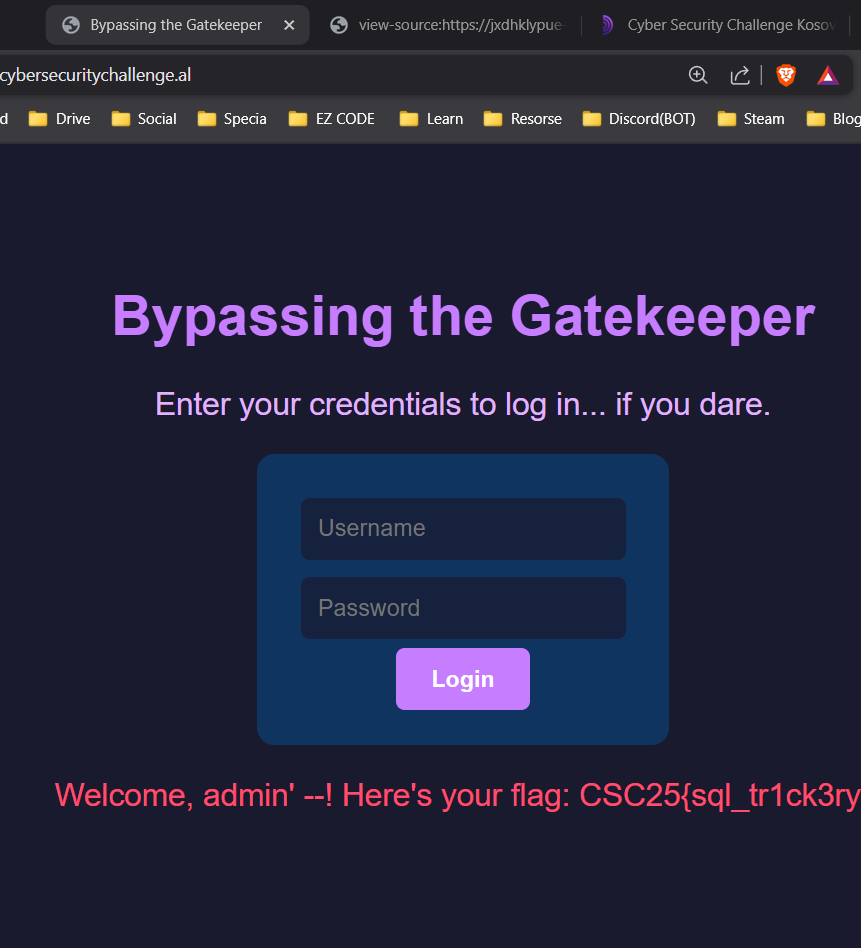 Bypassing the Gatekeeper
view-source:https://jxdhklypue-
Cyber Security Challenge Kosov
cybersecuritychallenge.al
d Drive Social Specia EZ CODE Learn Resorse Discord(BOT) Steam Blog
Bypassing the Gatekeeper
Enter your credentials to log in... if you dare.
Username
Password
Login
Welcome, admin' --! Here's your flag: CSC25{sql_tr1ck3ry